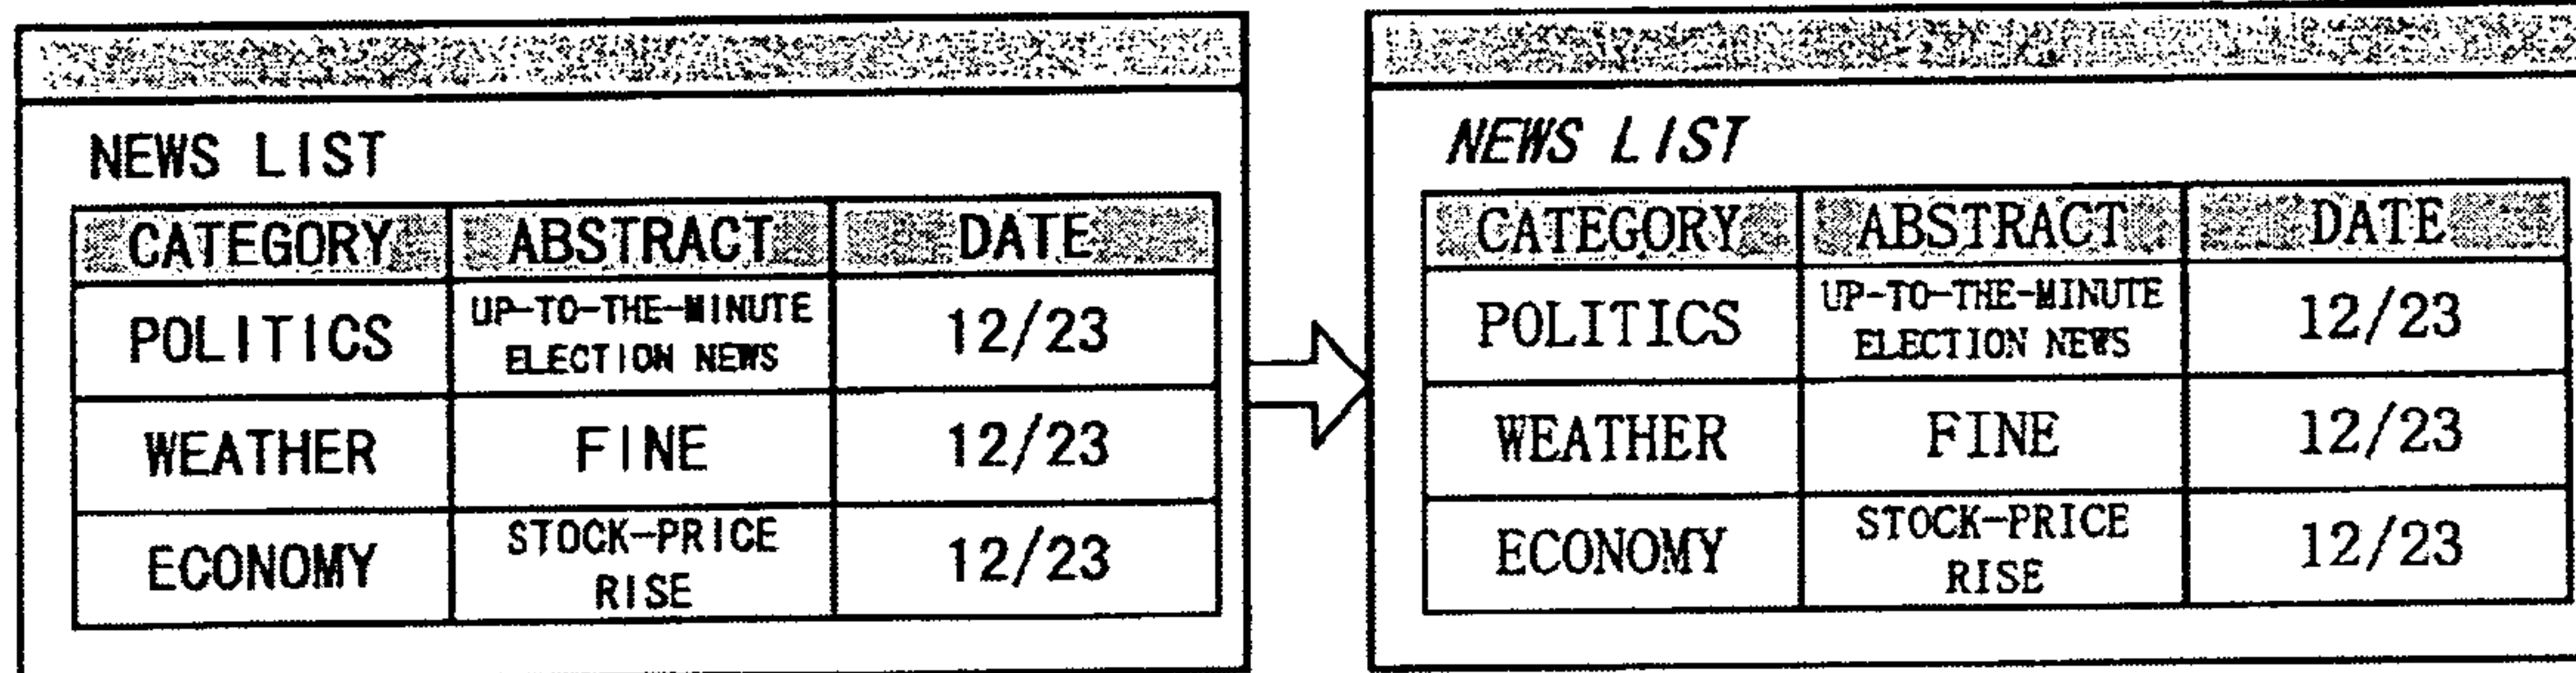 NEWS LIST
CATEGORY ABSTRACT DATE
POLITICS UP-TO-THE-MINUTE ELECTION NEWS 12/23
WEATHER FINE 12/23
ECONOMY STOCK-PRICE RISE 12/23
NEWS LIST
CATEGORY ABSTRACT DATE
POLITICS UP-TO-THE-MINUTE ELECTION NEWS 12/23
WEATHER FINE 12/23
ECONOMY STOCK-PRICE RISE 12/23